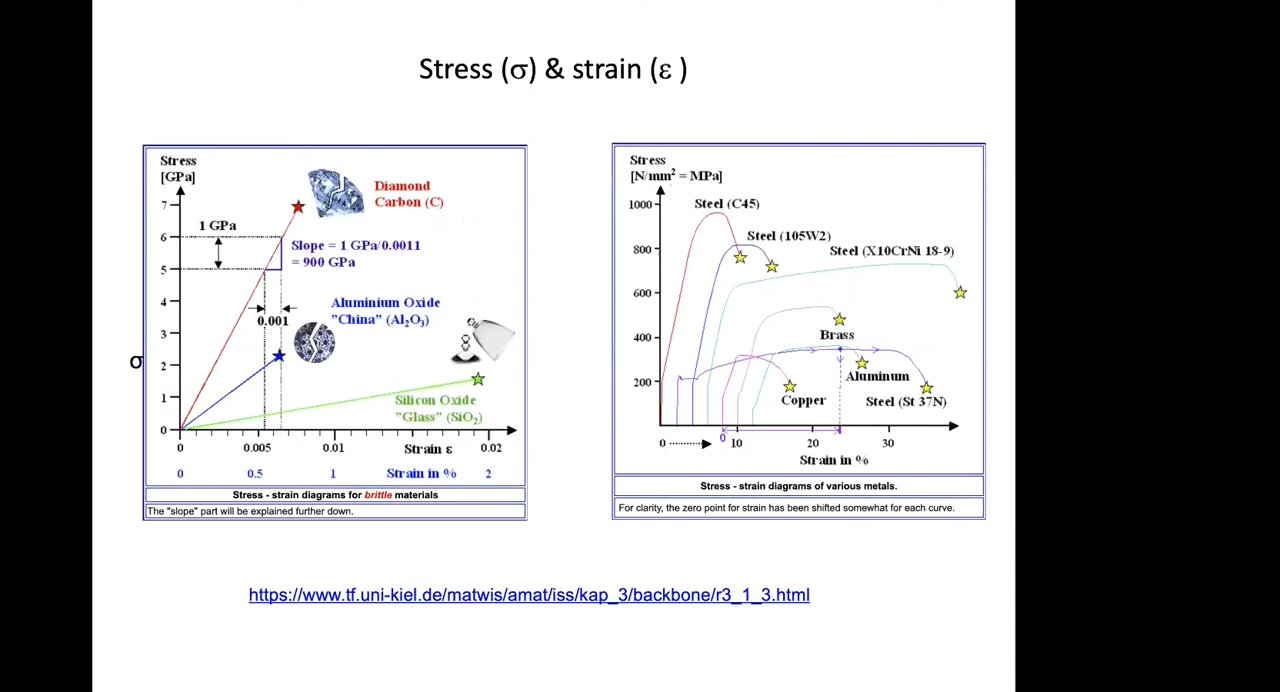 Stress (σ) & strain (ε )
Stress
[GPa]
7
6
5
4
3
2
1
0
σ
1 GPa
0.001
Diamond
Carbon (C)
Slope = 1 GPa/0.0011
= 900 GPa
Aluminium Oxide
"China" (Al2O3)
Silicon Oxide
"Glass" (SiO2)
0 0.005 0.01 Strain ε 0.02
0 0.5 1 Strain in % 2
Stress - strain diagrams for brittle materials
The "slope" part will be explained further down.
Stress
[N/mm² = MPa]
1000
800
600
400
200
Steel (C45)
Steel (105W2)
Steel (X10CrNi 18-9)
Brass
Aluminum
Copper
Steel (St 37N)
0 0 10 20 30
Strain in %
Stress - strain diagrams of various metals.
For clarity, the zero point for strain has been shifted somewhat for each curve.
https://www.tf.uni-kiel.de/matwis/amat/iss/kap_3/backbone/r3_1_3.html